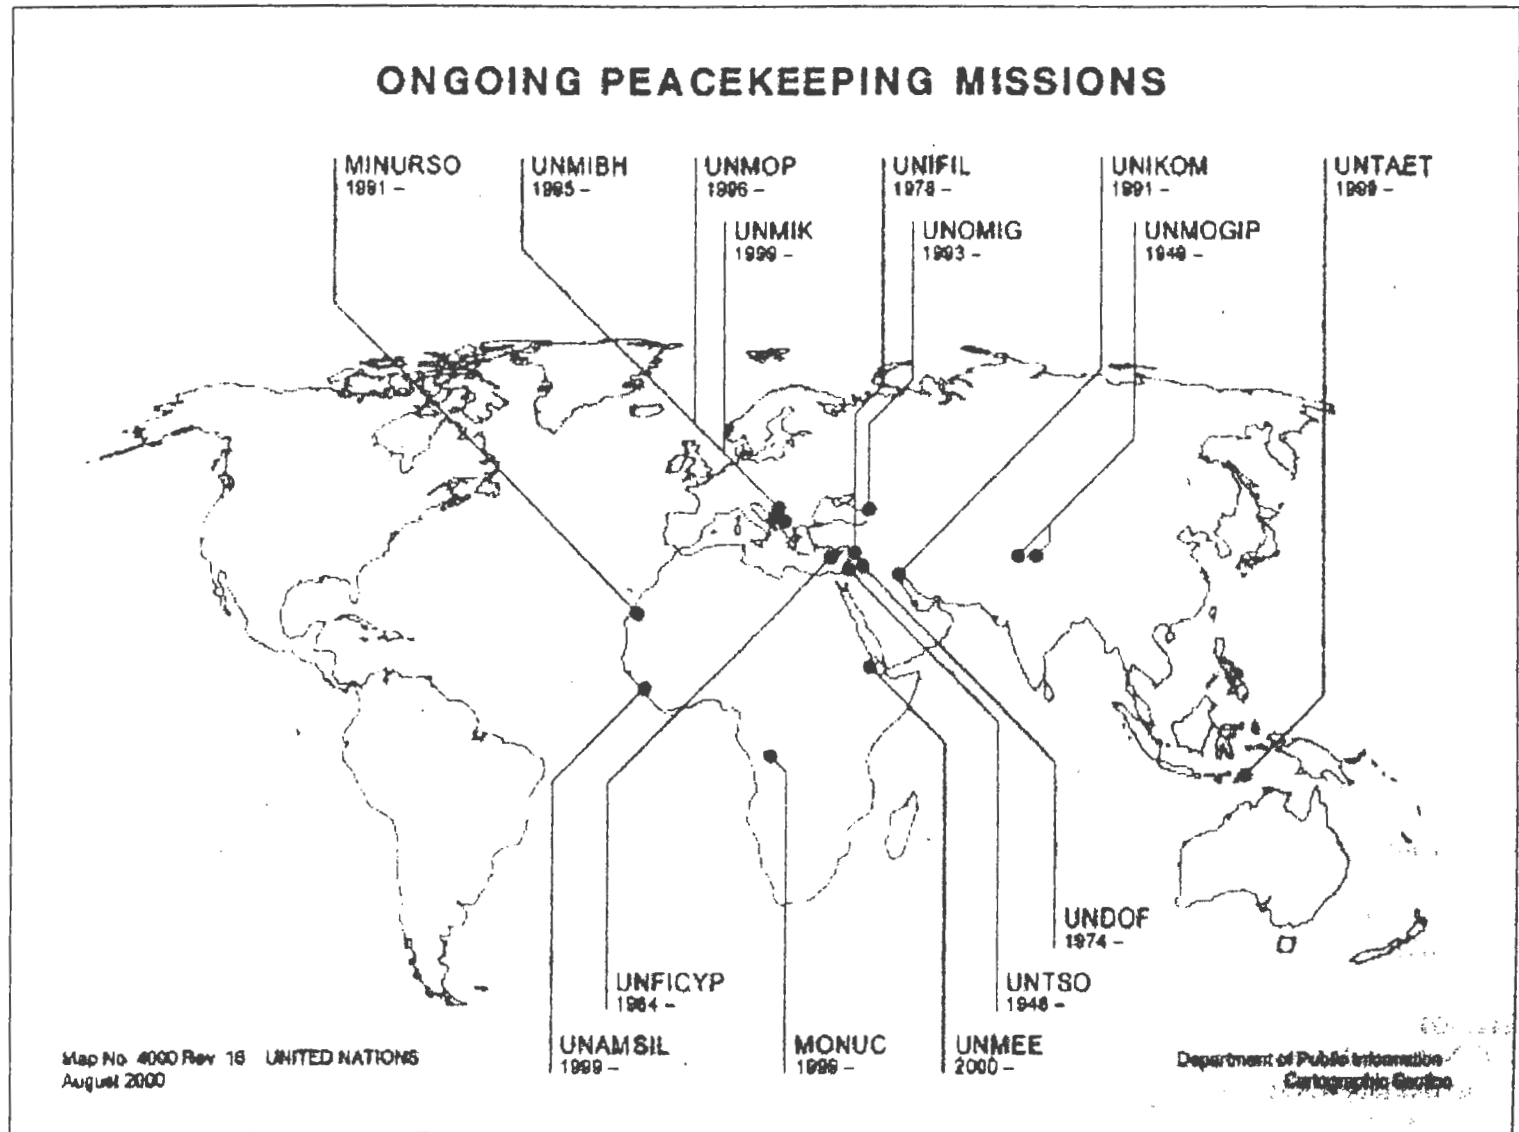 ONGOING PEACEKEEPING MISSIONS
MINURSO
1991 –
UNMIBH
1995 –
UNMOP
1996 –
UNIFIL
1978 –
UNIKOM
1991 –
UNTAET
1999 –
UNMIK
1999 –
UNOMIG
1993 –
UNMOGIP
1949 –
UNDOF
1974 –
UNFICYP
1964 –
UNTSO
1948 –
UNAMSIL
1999 –
MONUC
1999 –
UNMEE
2000 –
Map No. 4000 Rev 16 UNITED NATIONS
August 2000
Department of Public Information
Cartographic Section